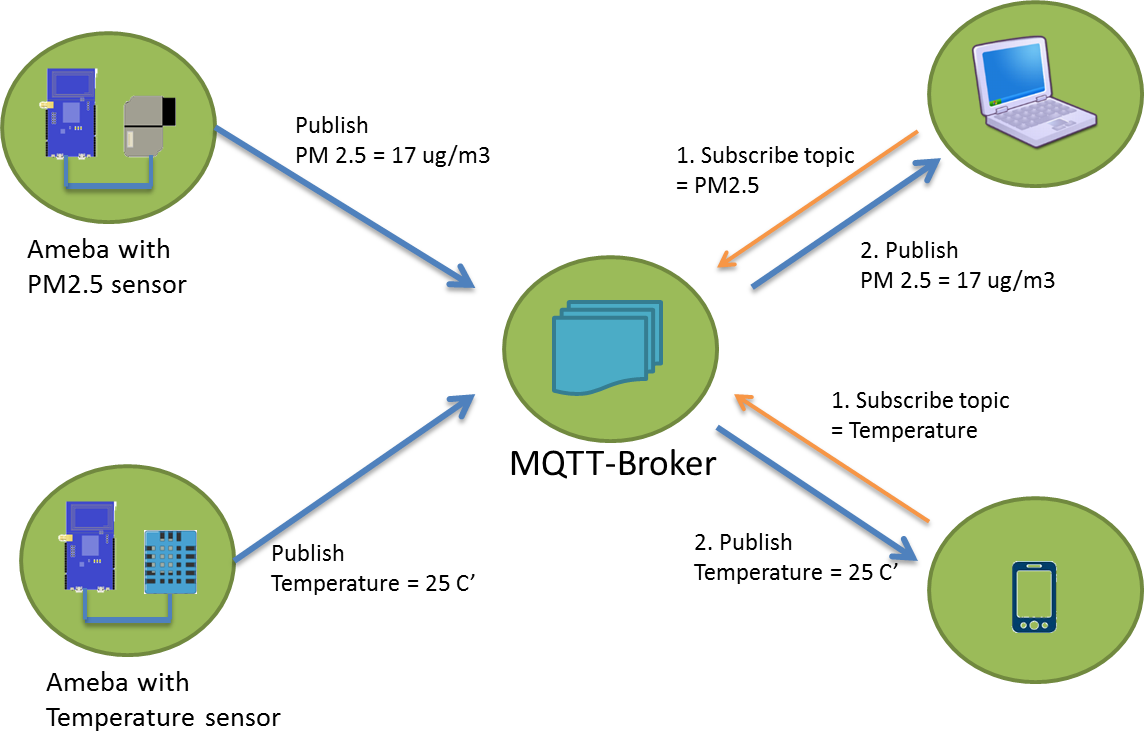 Publish
PM 2.5 = 17 ug/m3
Ameba with
PM2.5 sensor
1. Subscribe topic
= PM2.5
2. Publish
PM 2.5 = 17 ug/m3
MQTT-Broker
1. Subscribe topic
= Temperature
2. Publish
Temperature = 25 C’
Publish
Temperature = 25 C’
Ameba with
Temperature sensor